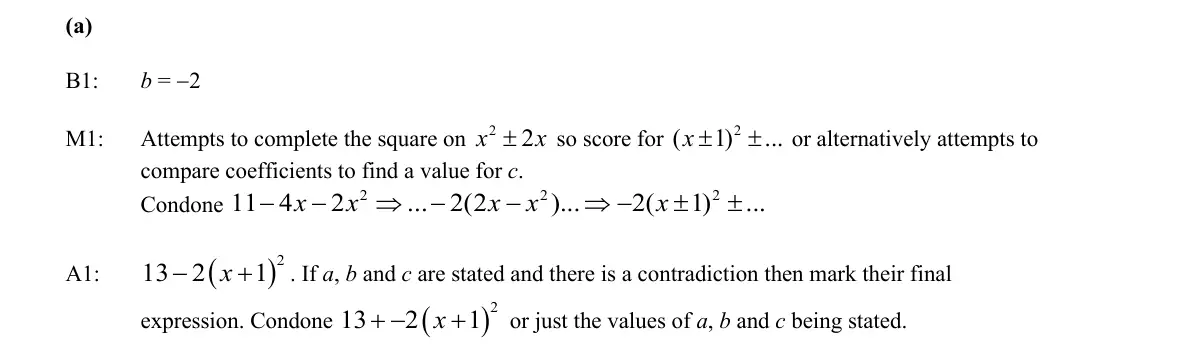 (a)
B1: b = –2
M1: Attempts to complete the square on x² ± 2x so score for (x ± 1)² ± ... or alternatively attempts to
compare coefficients to find a value for c.
Condone 11 − 4x − 2x² ⇒ ... − 2(2x − x²)... ⇒ −2(x ± 1)² ± ...
A1: 13 − 2(x + 1)² . If a, b and c are stated and there is a contradiction then mark their final
expression. Condone 13 + −2(x + 1)² or just the values of a, b and c being stated.